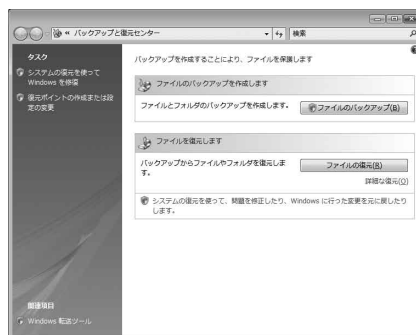 « バックアップと復元センター
検索
タスク
システムの復元を使って
Windows を修復
復元ポイントの作成または設
定の変更
バックアップを作成することにより、ファイルを保護します
ファイルのバックアップを作成します
ファイルとフォルダのバックアップを作成します。
ファイルのバックアップ(B)
ファイルを復元します
バックアップからファイルやフォルダを復元しま
す。
ファイルの復元(R)
詳細な復元(O)
システムの復元を使って、問題を修正したり、Windows に行った変更を元に戻したり
します。
関連項目
Windows 転送ツール